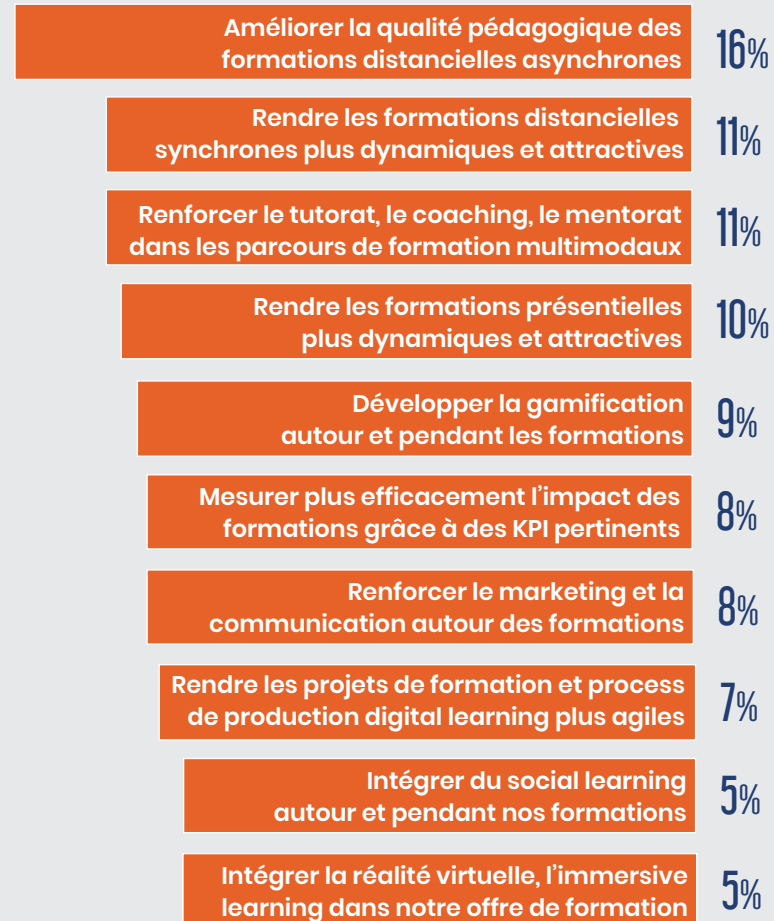 Améliorer la qualité pédagogique des
formations distancielles asynchrones
16%
Rendre les formations distancielles
synchrones plus dynamiques et attractives
11%
Renforcer le tutorat, le coaching, le mentorat
dans les parcours de formation multimodaux
11%
Rendre les formations présentielles
plus dynamiques et attractives
10%
Développer la gamification
autour et pendant les formations
9%
Mesurer plus efficacement l’impact des
formations grâce à des KPI pertinents
8%
Renforcer le marketing et la
communication autour des formations
8%
Rendre les projets de formation et process
de production digital learning plus agiles
7%
Intégrer du social learning
autour et pendant nos formations
5%
Intégrer la réalité virtuelle, l’immersive
learning dans notre offre de formation
5%